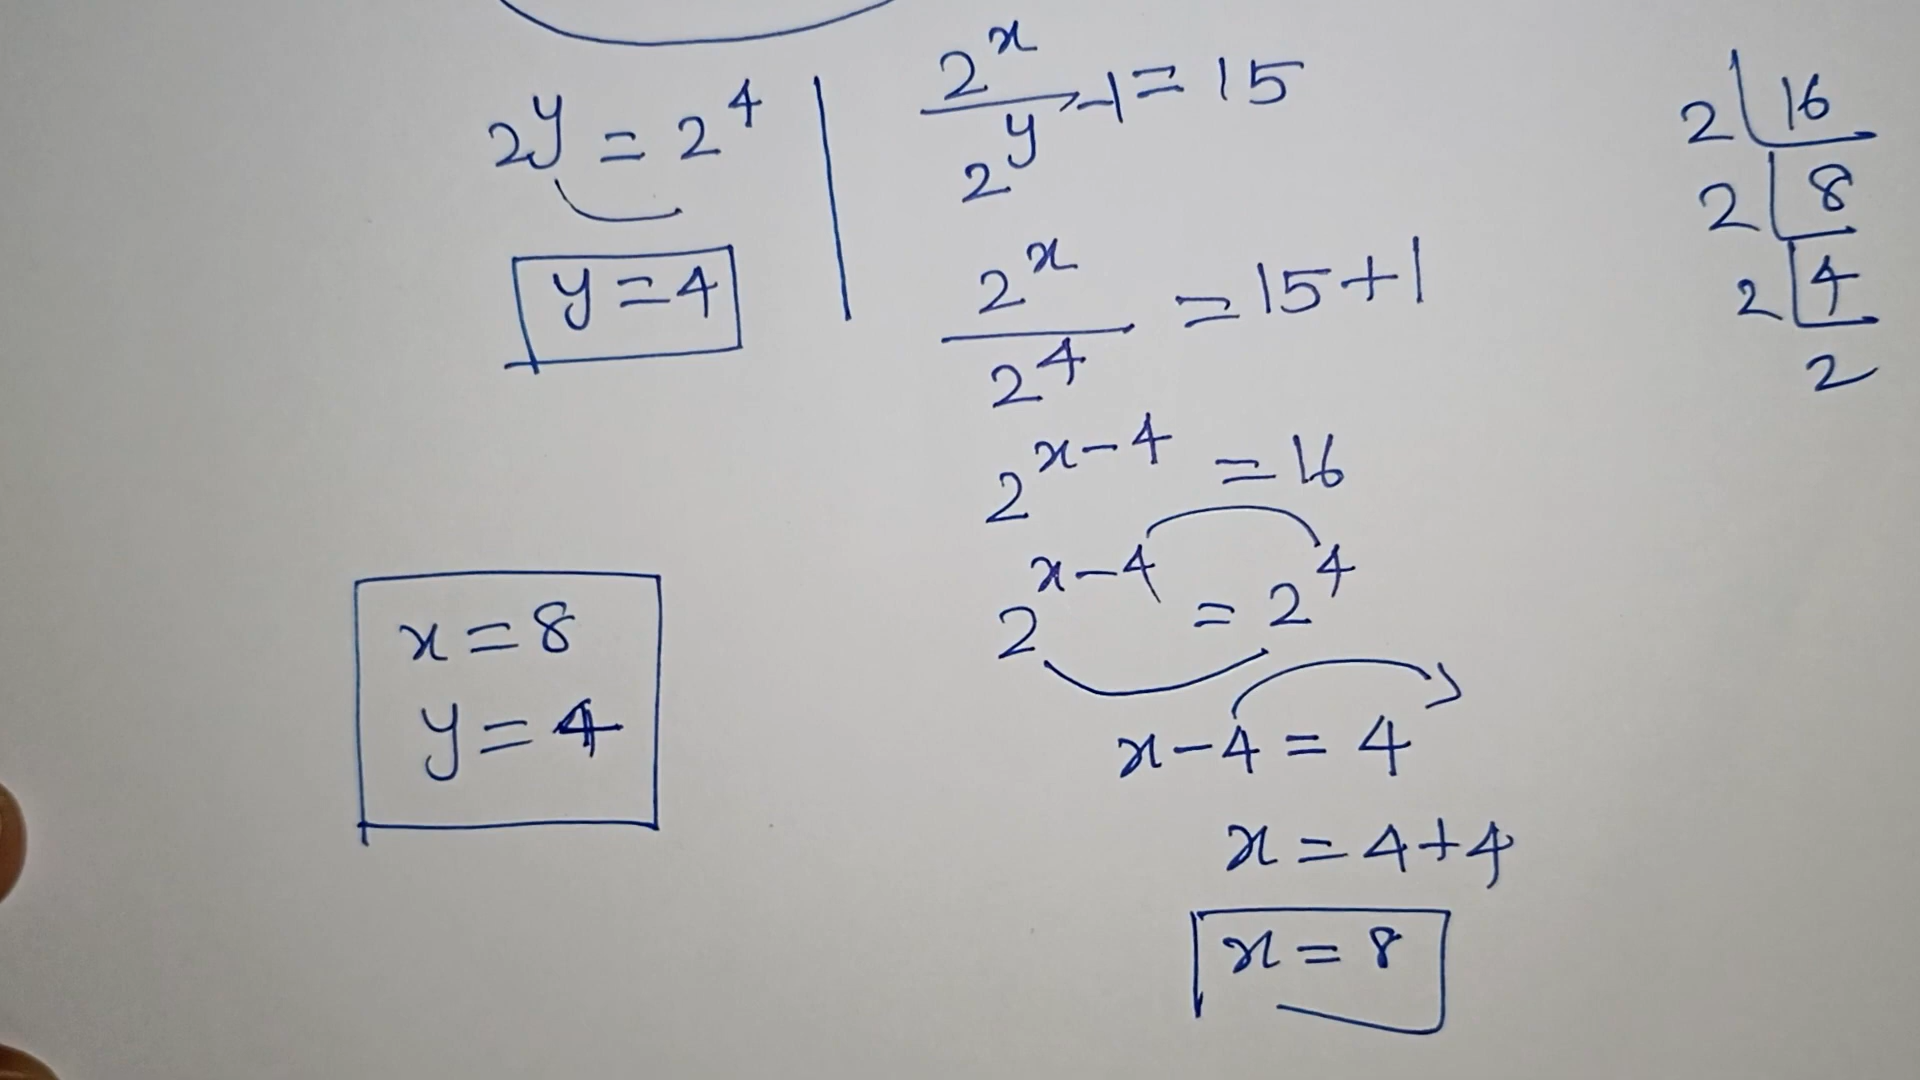 2^y = 2^4
y = 4
2^x / 2^y - 1 = 15
2^x / 2^4 = 15 + 1
2^(x-4) = 16
2^(x-4) = 2^4
x - 4 = 4
x = 4 + 4
x = 8
2 | 16
2 | 8
2 | 4
2
x = 8
y = 4